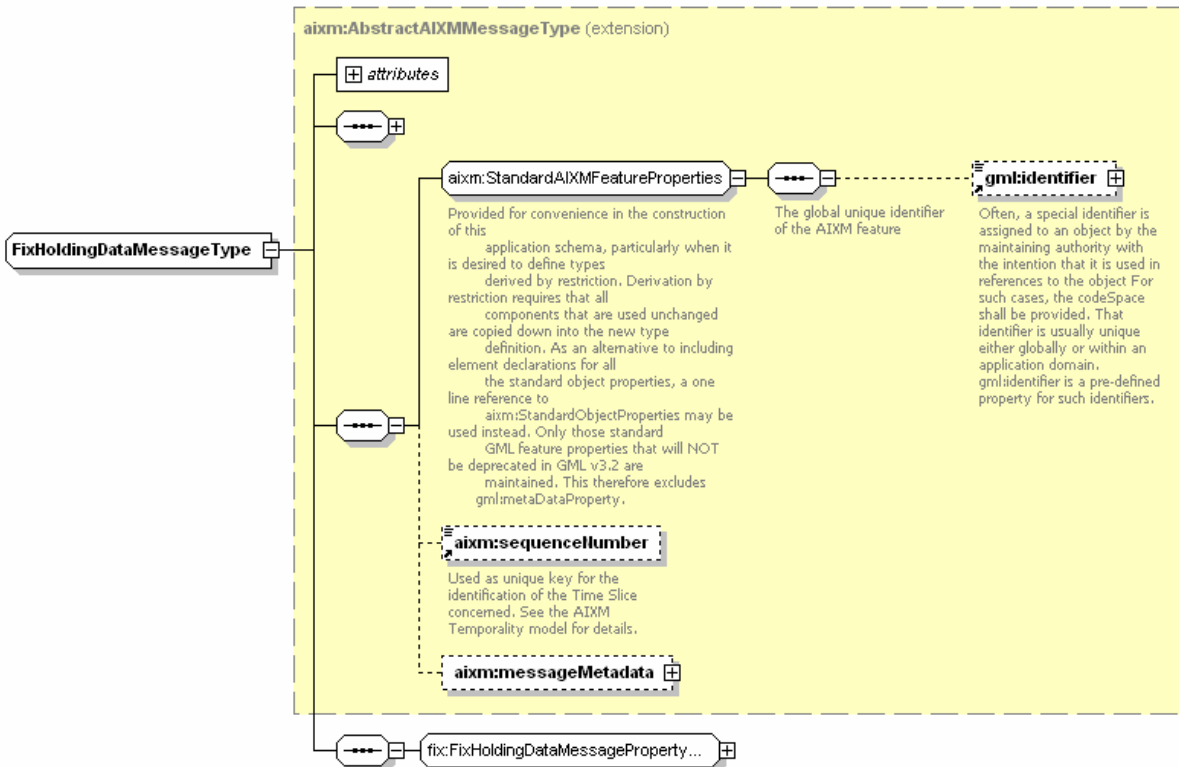 aixm:AbstractAIXMMessageType (extension)
attributes
FixHoldingDataMessageType
aixm:StandardAIXMFeatureProperties
Provided for convenience in the construction
of this
application schema, particularly when it
is desired to define types
derived by restriction. Derivation by
restriction requires that all
components that are used unchanged
are copied down into the new type
definition. As an alternative to including
element declarations for all
the standard object properties, a one
line reference to
aixm:StandardObjectProperties may be
used instead. Only those standard
GML feature properties that will NOT
be deprecated in GML v3.2 are
maintained. This therefore excludes
gml:metaDataProperty.
The global unique identifier
of the AIXM feature
gml:identifier
Often, a special identifier is
assigned to an object by the
maintaining authority with
the intention that it is used in
references to the object For
such cases, the codeSpace
shall be provided. That
identifier is usually unique
either globally or within an
application domain.
gml:identifier is a pre-defined
property for such identifiers.
aixm:sequenceNumber
Used as unique key for the
identification of the Time Slice
concerned. See the AIXM
Temporality model for details.
aixm:messageMetadata
fix:FixHoldingDataMessageProperty...